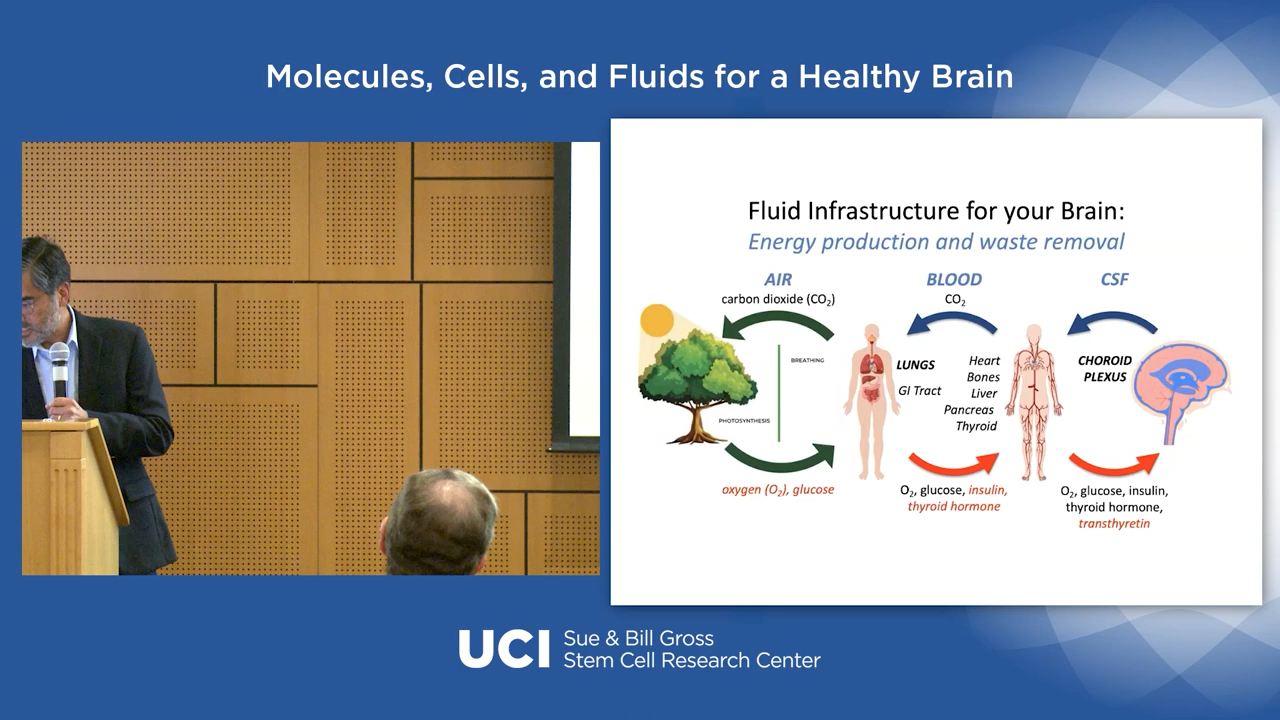 Molecules, Cells, and Fluids for a Healthy Brain
Fluid Infrastructure for your Brain:
Energy production and waste removal
AIR
carbon dioxide (CO₂)
BREATHING
PHOTOSYNTHESIS
oxygen (O₂), glucose
BLOOD
CO₂
LUNGS
GI Tract
Heart
Bones
Liver
Pancreas
Thyroid
O₂, glucose, insulin,
thyroid hormone
CSF
CHOROID
PLEXUS
O₂, glucose, insulin,
thyroid hormone,
transthyretin
UCI
Sue & Bill Gross
Stem Cell Research Center